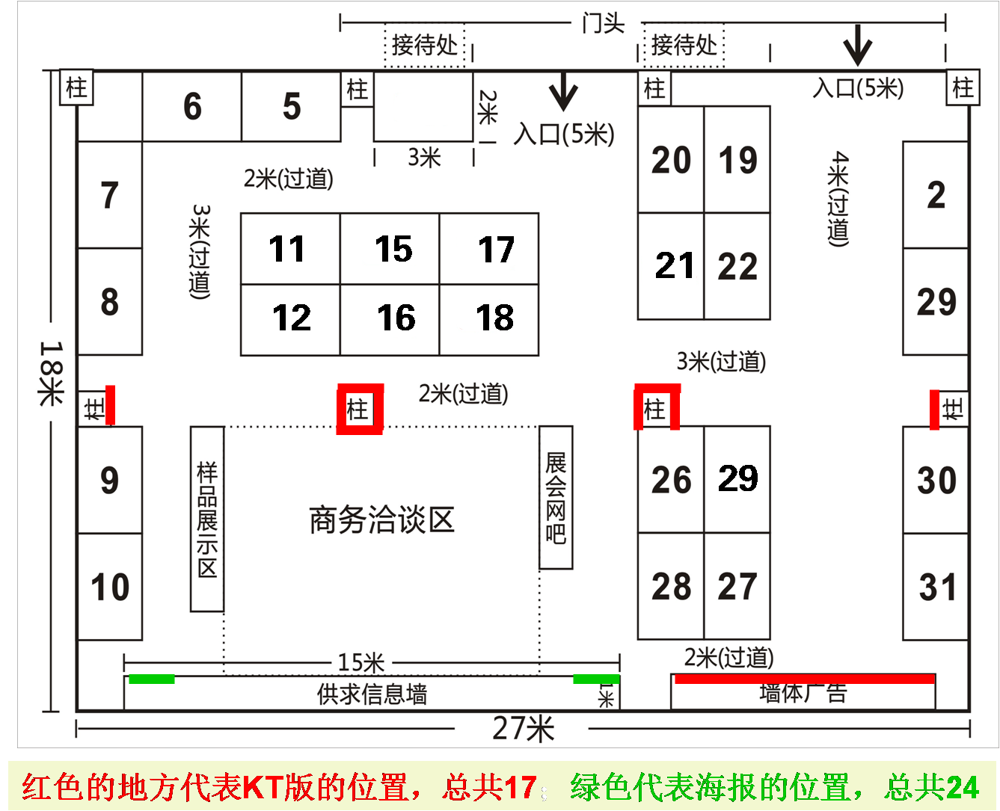 门头
接待处 接待处
柱 6 5 柱 2米 入口(5米) 柱 入口(5米) 柱
3米
2米(过道)
7 3米(过道) 20 19 4米(过道) 2
11 15 17
8 12 16 18 21 22 29
18米
3米(过道)
2米(过道)
柱 柱 柱 柱
9 样品展示区 商务洽谈区 展会网吧 26 29 30
10 28 27 31
15米 2米(过道)
供求信息墙 1米 墙体广告
27米
红色的地方代表KT版的位置，总共17；绿色代表海报的位置，总共24